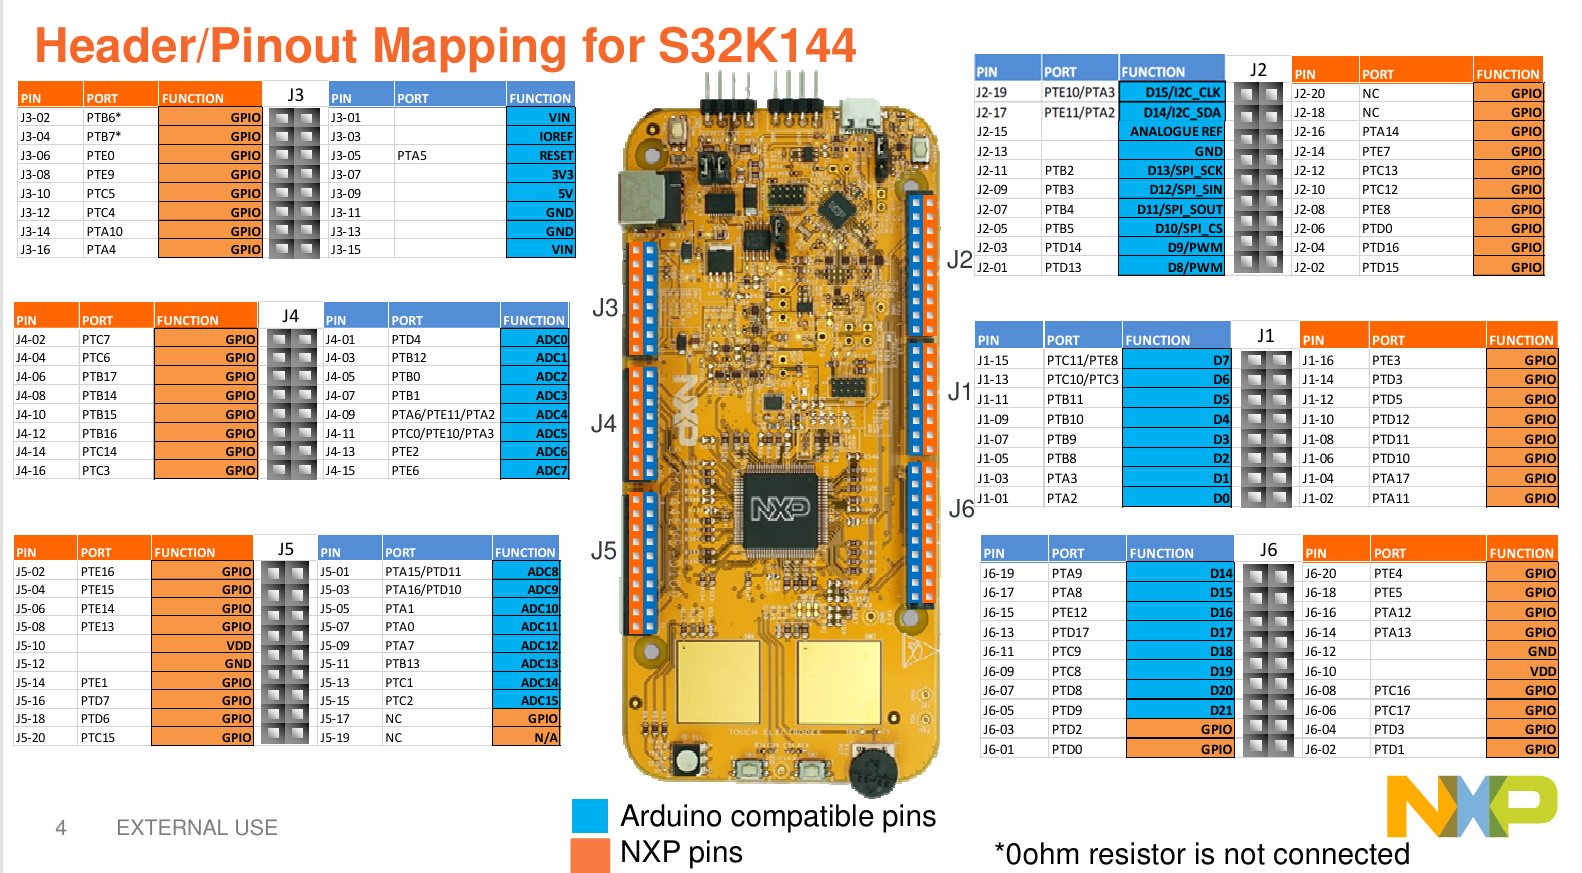 Header/Pinout Mapping for S32K144
PIN PORT FUNCTION J3 PIN PORT FUNCTION
J3-02 PTB6* GPIO J3-01 VIN
J3-04 PTB7* GPIO J3-03 IOREF
J3-06 PTE0 GPIO J3-05 PTA5 RESET
J3-08 PTE9 GPIO J3-07 3V3
J3-10 PTC5 GPIO J3-09 5V
J3-12 PTC4 GPIO J3-11 GND
J3-14 PTA10 GPIO J3-13 GND
J3-16 PTA4 GPIO J3-15 VIN
PIN PORT FUNCTION J4 PIN PORT FUNCTION
J4-02 PTC7 GPIO J4-01 PTD4 ADC0
J4-04 PTC6 GPIO J4-03 PTB12 ADC1
J4-06 PTB17 GPIO J4-05 PTB0 ADC2
J4-08 PTB14 GPIO J4-07 PTB1 ADC3
J4-10 PTB15 GPIO J4-09 PTA6/PTE11/PTA2 ADC4
J4-12 PTB16 GPIO J4-11 PTC0/PTE10/PTA3 ADC5
J4-14 PTC14 GPIO J4-13 PTE2 ADC6
J4-16 PTC3 GPIO J4-15 PTE6 ADC7
PIN PORT FUNCTION J5 PIN PORT FUNCTION
J5-02 PTE16 GPIO J5-01 PTA15/PTD11 ADC8
J5-04 PTE15 GPIO J5-03 PTA16/PTD10 ADC9
J5-06 PTE14 GPIO J5-05 PTA1 ADC10
J5-08 PTE13 GPIO J5-07 PTA0 ADC11
J5-10 VDD J5-09 PTA7 ADC12
J5-12 GND J5-11 PTB13 ADC13
J5-14 PTE1 GPIO J5-13 PTC1 ADC14
J5-16 PTD7 GPIO J5-15 PTC2 ADC15
J5-18 PTD6 GPIO J5-17 NC GPIO
J5-20 PTC15 GPIO J5-19 NC N/A
J3
J4
J5
NXP
NXP
TOUCH ELECTRODES
J2
J1
J6
PIN PORT FUNCTION J2 PIN PORT FUNCTION
J2-19 PTE10/PTA3 D15/I2C_CLK J2-20 NC GPIO
J2-17 PTE11/PTA2 D14/I2C_SDA J2-18 NC GPIO
J2-15 ANALOGUE REF J2-16 PTA14 GPIO
J2-13 GND J2-14 PTE7 GPIO
J2-11 PTB2 D13/SPI_SCK J2-12 PTC13 GPIO
J2-09 PTB3 D12/SPI_SIN J2-10 PTC12 GPIO
J2-07 PTB4 D11/SPI_SOUT J2-08 PTE8 GPIO
J2-05 PTB5 D10/SPI_CS J2-06 PTD0 GPIO
J2-03 PTD14 D9/PWM J2-04 PTD16 GPIO
J2-01 PTD13 D8/PWM J2-02 PTD15 GPIO
PIN PORT FUNCTION J1 PIN PORT FUNCTION
J1-15 PTC11/PTE8 D7 J1-16 PTE3 GPIO
J1-13 PTC10/PTC3 D6 J1-14 PTD3 GPIO
J1-11 PTB11 D5 J1-12 PTD5 GPIO
J1-09 PTB10 D4 J1-10 PTD12 GPIO
J1-07 PTB9 D3 J1-08 PTD11 GPIO
J1-05 PTB8 D2 J1-06 PTD10 GPIO
J1-03 PTA3 D1 J1-04 PTA17 GPIO
J1-01 PTA2 D0 J1-02 PTA11 GPIO
PIN PORT FUNCTION J6 PIN PORT FUNCTION
J6-19 PTA9 D14 J6-20 PTE4 GPIO
J6-17 PTA8 D15 J6-18 PTE5 GPIO
J6-15 PTE12 D16 J6-16 PTA12 GPIO
J6-13 PTD17 D17 J6-14 PTA13 GPIO
J6-11 PTC9 D18 J6-12 GND
J6-09 PTC8 D19 J6-10 VDD
J6-07 PTD8 D20 J6-08 PTC16 GPIO
J6-05 PTD9 D21 J6-06 PTC17 GPIO
J6-03 PTD2 GPIO J6-04 PTD3 GPIO
J6-01 PTD0 GPIO J6-02 PTD1 GPIO
Arduino compatible pins
NXP pins
4 EXTERNAL USE
NXP
*0ohm resistor is not connected